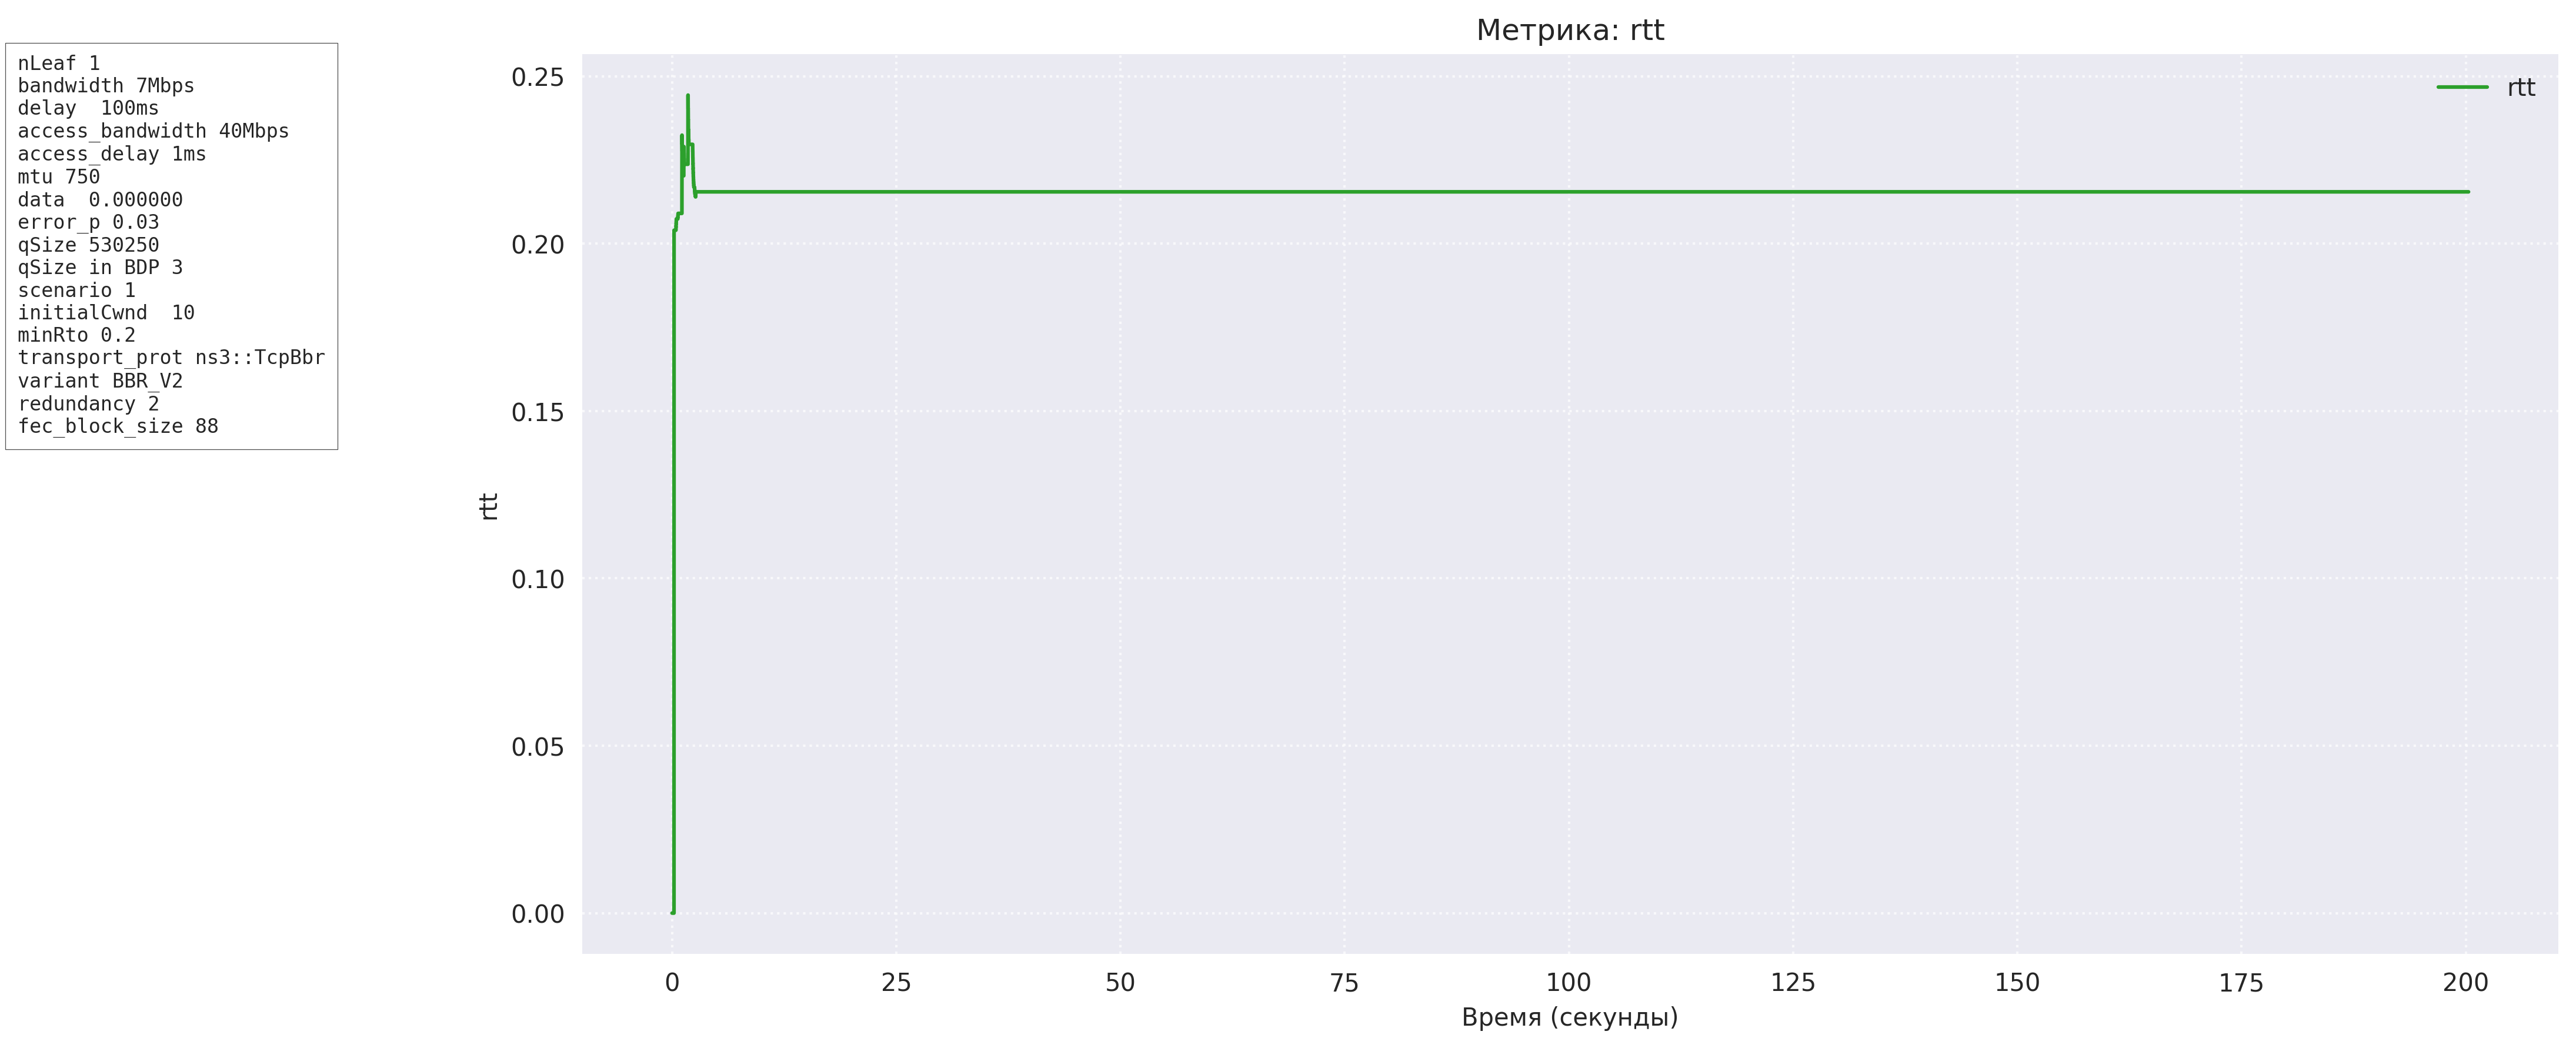 nLeaf 1
bandwidth 7Mbps
delay  100ms
access_bandwidth 40Mbps
access_delay 1ms
mtu 750
data  0.000000
error_p 0.03
qSize 530250
qSize in BDP 3
scenario 1
initialCwnd  10
minRto 0.2
transport_prot ns3::TcpBbr
variant BBR_V2
redundancy 2
fec_block_size 88
Метрика: rtt
rtt
0.25
0.20
0.15
0.10
0.05
0.00
rtt
0 25 50 75 100 125 150 175 200
Время (секунды)